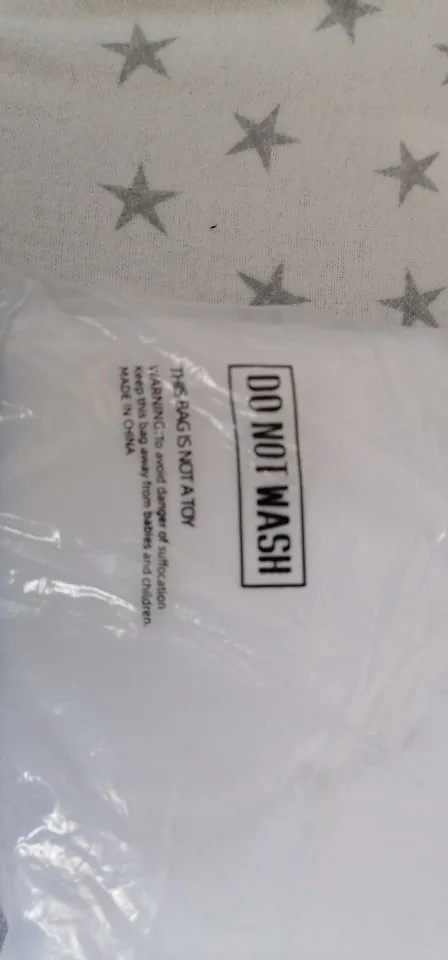 DO NOT WASH
THIS BAG IS NOT A TOY
WARNING:To avoid danger of suffocation
keep this bag away from babies and children.
MADE IN CHINA